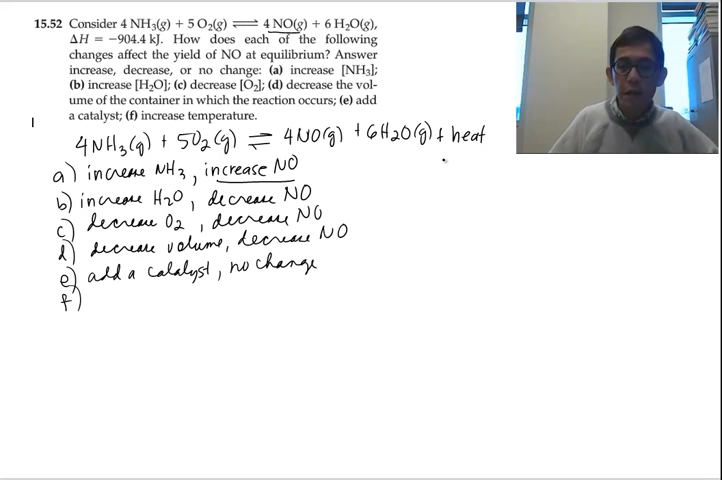 15.52 Consider 4 NH₃(g) + 5 O₂(g) ⇌ 4 NO(g) + 6 H₂O(g),
ΔH = −904.4 kJ. How does each of the following
changes affect the yield of NO at equilibrium? Answer
increase, decrease, or no change: (a) increase [NH₃];
(b) increase [H₂O]; (c) decrease [O₂]; (d) decrease the vol-
ume of the container in which the reaction occurs; (e) add
a catalyst; (f) increase temperature.
4NH₃(g) + 5O₂(g) ⇌ 4NO(g) + 6H₂O(g) + heat
a) increase NH₃, increase NO
b) increase H₂O, decrease NO
c) decrease O₂, decrease NO
d) decrease volume, decrease NO
e) add a catalyst, no change
f)